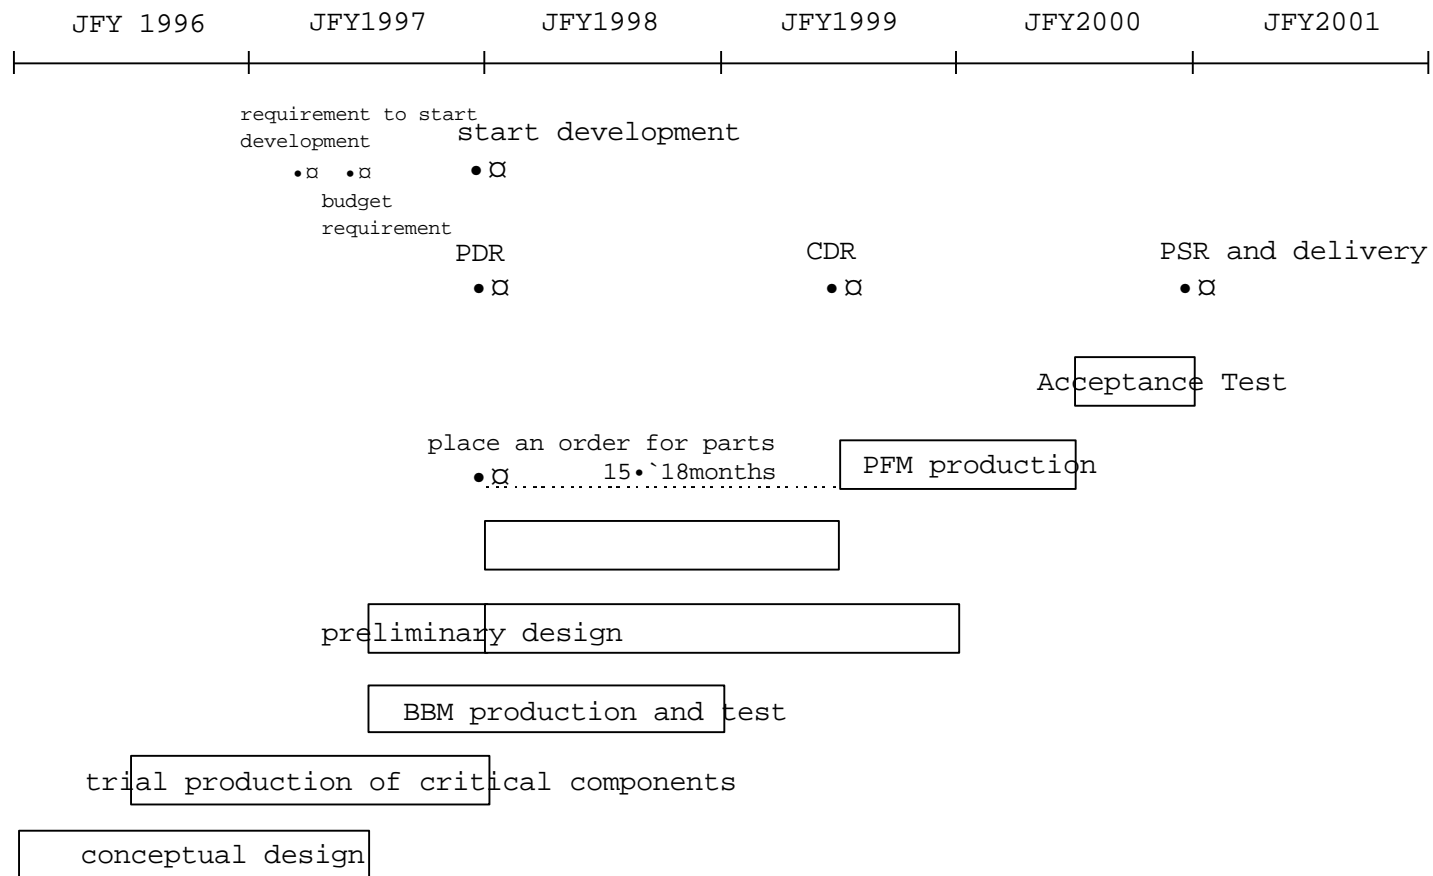 JFY 1996 JFY1997 JFY1998 JFY1999 JFY2000 JFY2001
requirement to start
development
start development
•¤ •¤ •¤
budget
requirement
PDR CDR PSR and delivery
•¤ •¤ •¤
Acceptance Test
place an order for parts
•¤ 15•`18months
PFM production
preliminary design
BBM production and test
trial production of critical components
conceptual design